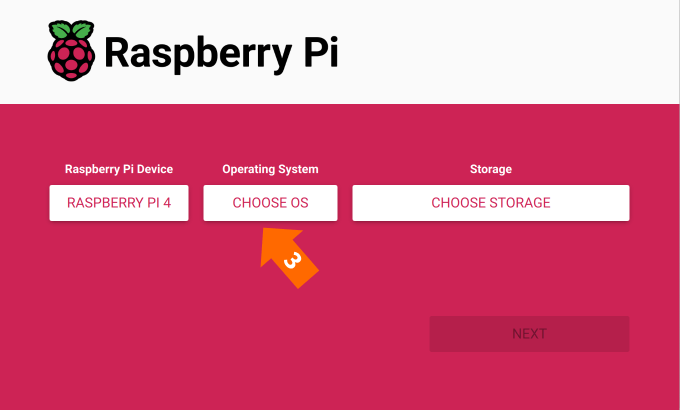 Raspberry Pi
Raspberry Pi Device
Operating System
Storage
RASPBERRY PI 4
CHOOSE OS
CHOOSE STORAGE
3
NEXT